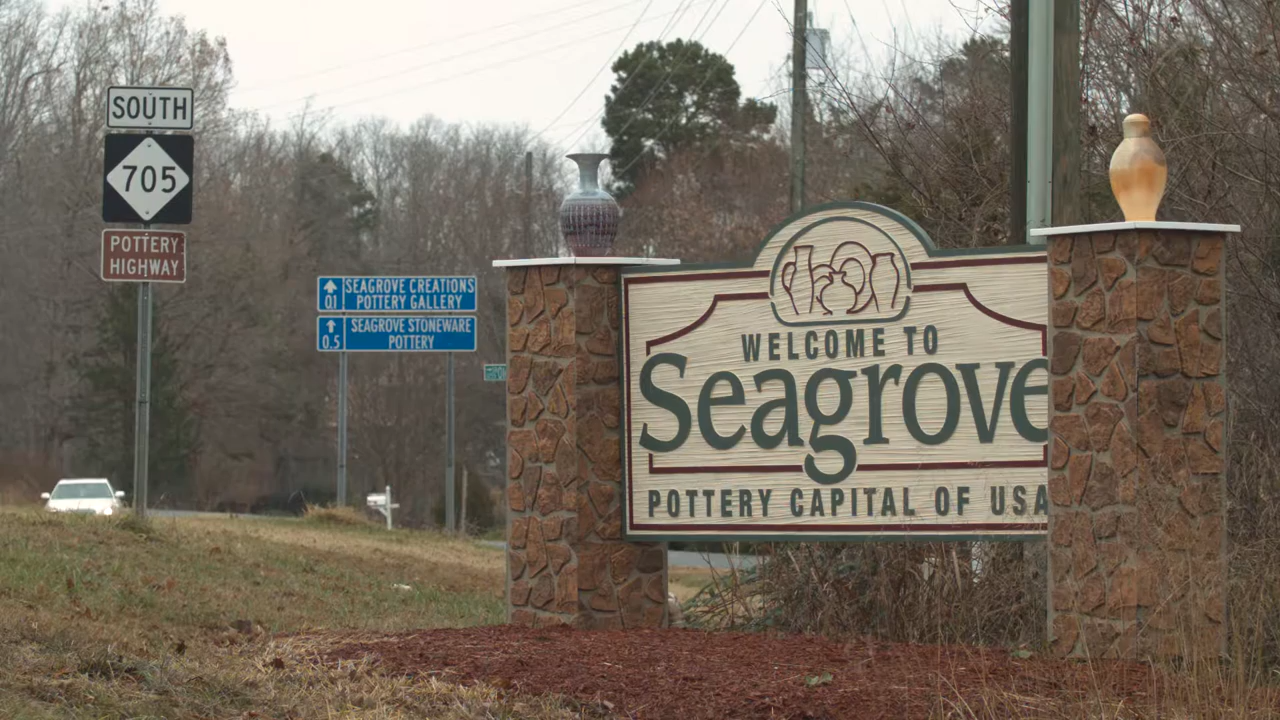 SOUTH
705
POTTERY
HIGHWAY
SEAGROVE CREATIONS
POTTERY GALLERY
01
SEAGROVE STONEWARE
POTTERY
0.5
WELCOME TO
Seagrove
POTTERY CAPITAL OF USA